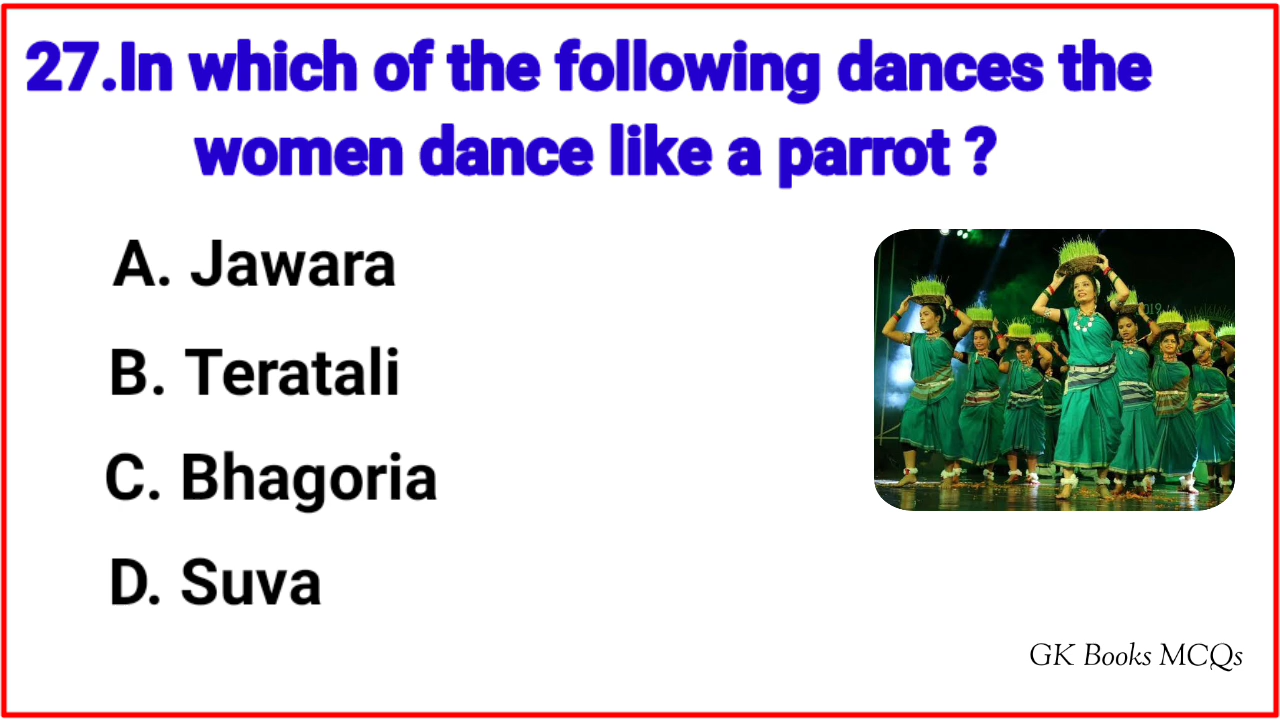 27.In which of the following dances the
women dance like a parrot ?
A. Jawara
B. Teratali
C. Bhagoria
D. Suva
GK Books MCQs